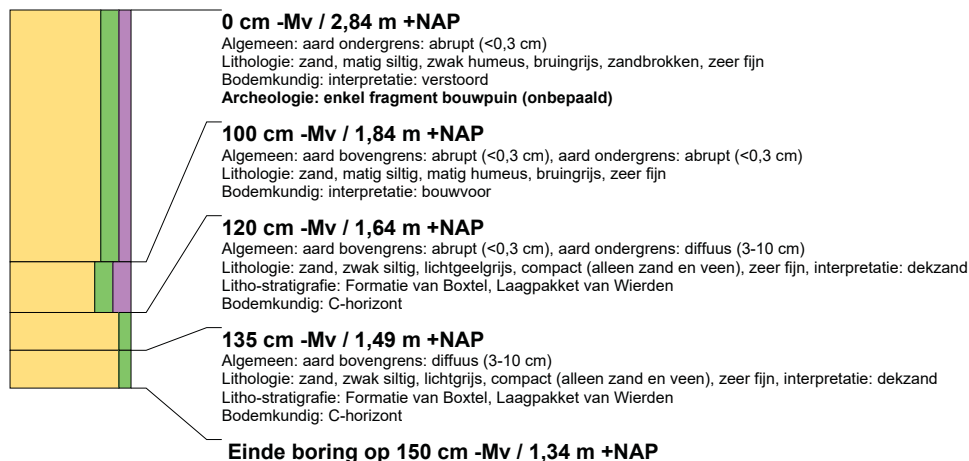 0 cm -Mv / 2,84 m +NAP
Algemeen: aard ondergrens: abrupt (<0,3 cm)
Lithologie: zand, matig siltig, zwak humeus, bruingrijs, zandbrokken, zeer fijn
Bodemkundig: interpretatie: verstoord
Archeologie: enkel fragment bouwpuin (onbepaald)
100 cm -Mv / 1,84 m +NAP
Algemeen: aard bovengrens: abrupt (<0,3 cm), aard ondergrens: abrupt (<0,3 cm)
Lithologie: zand, matig siltig, matig humeus, bruingrijs, zeer fijn
Bodemkundig: interpretatie: bouwvoor
120 cm -Mv / 1,64 m +NAP
Algemeen: aard bovengrens: abrupt (<0,3 cm), aard ondergrens: diffuus (3-10 cm)
Lithologie: zand, zwak siltig, lichtgeelgrijs, compact (alleen zand en veen), zeer fijn, interpretatie: dekzand
Litho-stratigrafie: Formatie van Boxtel, Laagpakket van Wierden
Bodemkundig: C-horizont
135 cm -Mv / 1,49 m +NAP
Algemeen: aard bovengrens: diffuus (3-10 cm)
Lithologie: zand, zwak siltig, lichtgrijs, compact (alleen zand en veen), zeer fijn, interpretatie: dekzand
Litho-stratigrafie: Formatie van Boxtel, Laagpakket van Wierden
Bodemkundig: C-horizont
Einde boring op 150 cm -Mv / 1,34 m +NAP